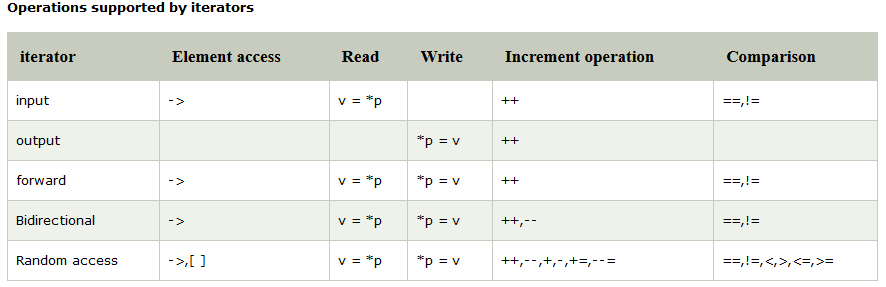 Operations supported by iterators
iterator Element access Read Write Increment operation Comparison
input -> v = *p ++ ==,!=
output *p = v ++
forward -> v = *p *p = v ++ ==,!=
Bidirectional -> v = *p *p = v ++,-- ==,!=
Random access ->,[ ] v = *p *p = v ++,--,+,-,+=,--= ==,!=,<,>,<=,>=